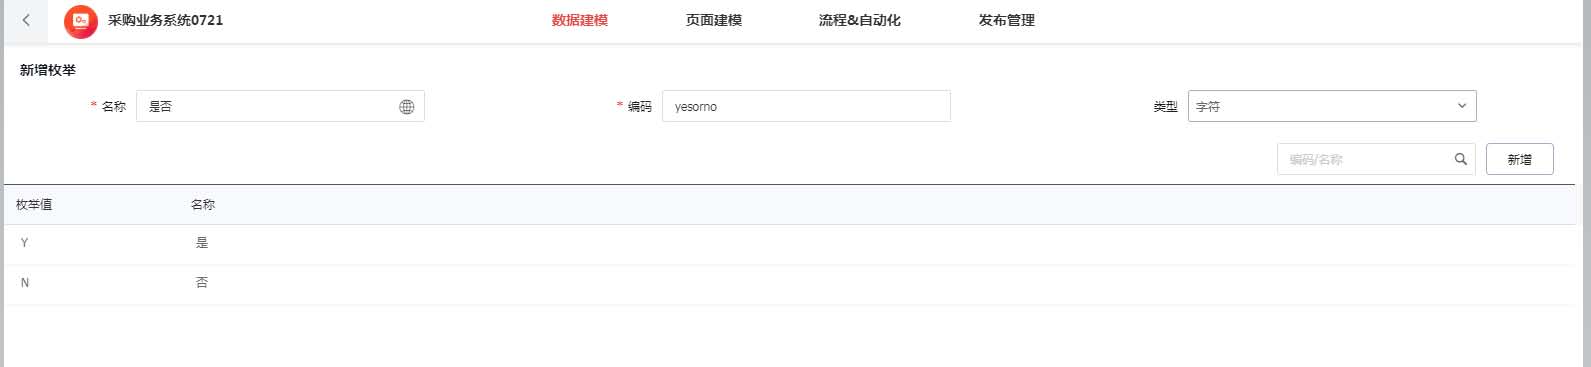 采购业务系统0721 数据建模 页面建模 流程&自动化 发布管理
新增枚举
* 名称 是否 * 编码 yesorno 类型 字符
编码/名称 新增
枚举值 名称
Y 是
N 否